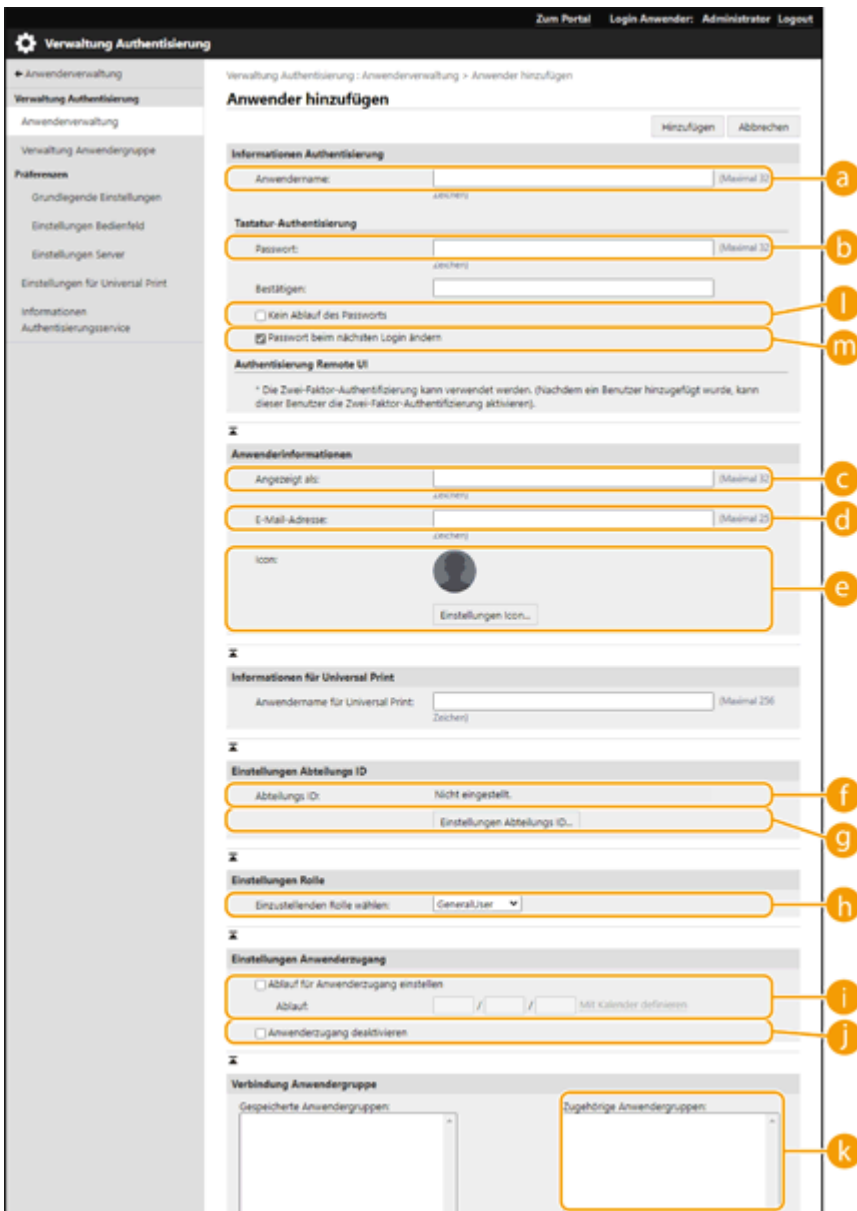 Zum Portal Login Anwender: Administrator Logout
Verwaltung Authentisierung
Anwenderverwaltung
Verwaltung Authentisierung
Anwenderverwaltung
Verwaltung Anwendergruppe
Präferenzen
Grundlegende Einstellungen
Einstellungen Bedienfeld
Einstellungen Server
Einstellungen für Universal Print
Informationen
Authentisierungsservice
Verwaltung Authentisierung : Anwenderverwaltung > Anwender hinzufügen
Anwender hinzufügen
Hinzufügen Abbrechen
Informationen Authentisierung
Anwendername: (Maximal 32 a
Zeichen)
Tastatur-Authentisierung
Passwort: (Maximal 32 b
Zeichen)
Bestätigen:
Kein Ablauf des Passworts l
Passwort beim nächsten Login ändern m
Authentisierung Remote UI
* Die Zwei-Faktor-Authentifizierung kann verwendet werden. (Nachdem ein Benutzer hinzugefügt wurde, kann
dieser Benutzer die Zwei-Faktor-Authentifizierung aktivieren).
Anwenderinformationen
Angezeigt als: (Maximal 32 c
Zeichen)
E-Mail-Adresse: (Maximal 25 d
Zeichen)
Icon: e
Einstellungen Icon...
Informationen für Universal Print
Anwendername für Universal Print: (Maximal 256
Zeichen)
Einstellungen Abteilungs ID
Abteilungs ID: Nicht eingestellt. f
Einstellungen Abteilungs ID... g
Einstellungen Rolle
Einzustellenden Rolle wählen: GeneralUser h
Einstellungen Anwenderzugang
Ablauf für Anwenderzugang einstellen i
Ablauf: / / Mit Kalender definieren
Anwenderzugang deaktivieren j
Verbindung Anwendergruppe
Gespeicherte Anwendergruppen: Zugehörige Anwendergruppen:
k